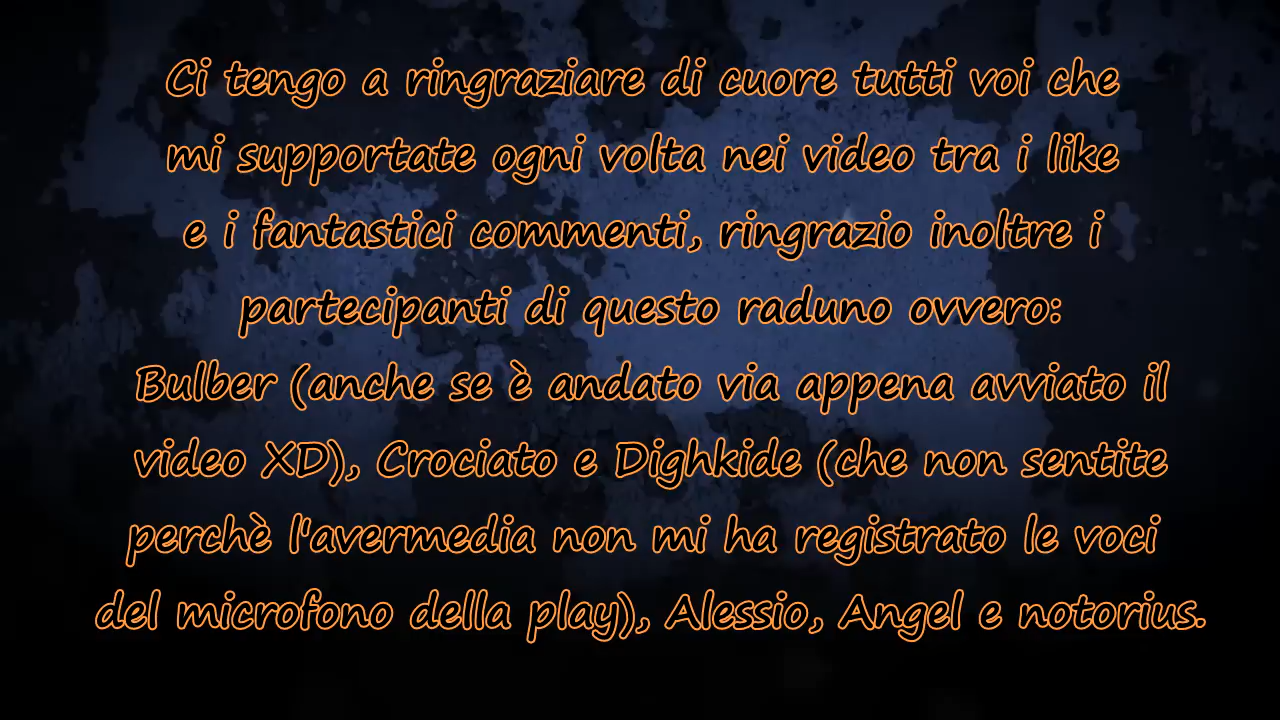 Ci tengo a ringraziare di cuore tutti voi che
mi supportate ogni volta nei video tra i like
e i fantastici commenti, ringrazio inoltre i
partecipanti di questo raduno ovvero:
Bulber (anche se è andato via appena avviato il
video XD), Crociato e Dighkide (che non sentite
perchè l'avermedia non mi ha registrato le voci
del microfono della play), Alessio, Angel e notorius.